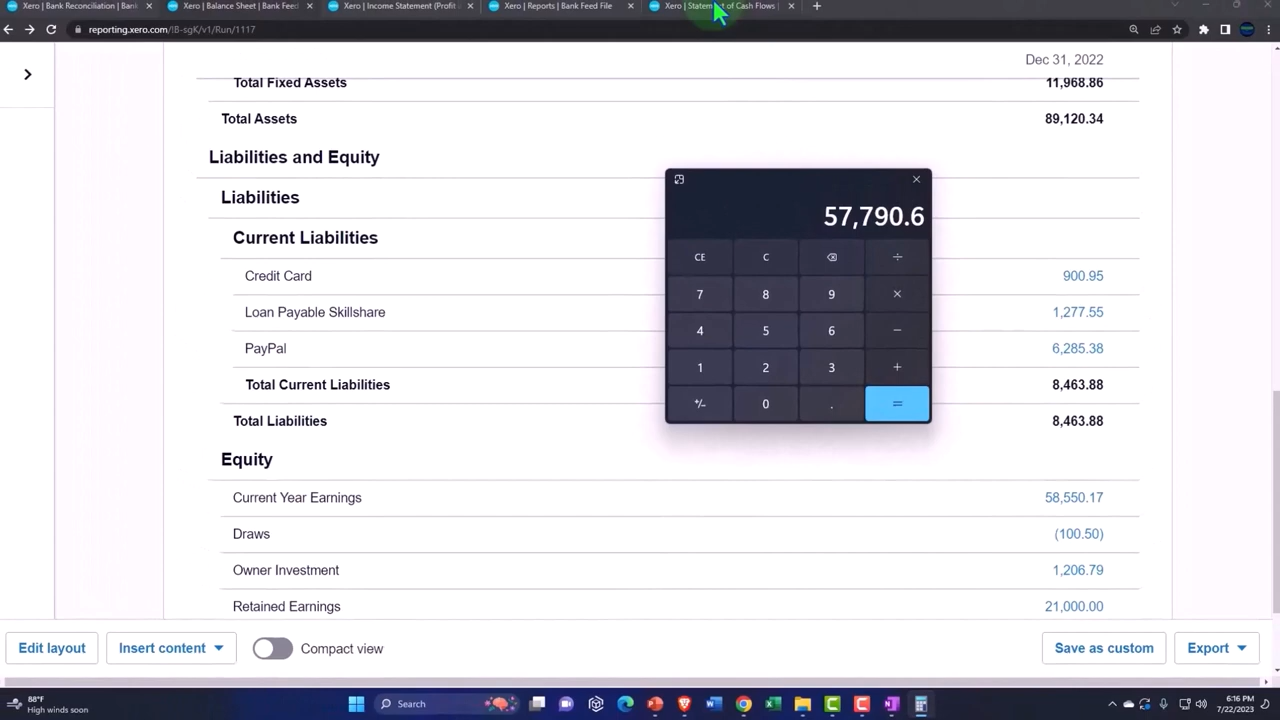 Xero | Bank Reconciliation | Bank
Xero | Balance Sheet | Bank Feed
Xero | Income Statement (Profit
Xero | Reports | Bank Feed File
Xero | Statement of Cash Flows |
reporting.xero.com/!B-sgK/v1/Run/1117
Dec 31, 2022
Total Fixed Assets 11,968.86
Total Assets 89,120.34
Liabilities and Equity
Liabilities
Current Liabilities
Credit Card 900.95
Loan Payable Skillshare 1,277.55
PayPal 6,285.38
Total Current Liabilities 8,463.88
Total Liabilities 8,463.88
Equity
Current Year Earnings 58,550.17
Draws (100.50)
Owner Investment 1,206.79
Retained Earnings 21,000.00
57,790.6
CE C ⌫ ÷
7 8 9 ×
4 5 6 −
1 2 3 +
+/− 0 . =
Edit layout Insert content Compact view Save as custom Export
88°F
High winds soon
Search
6:16 PM
7/22/2023